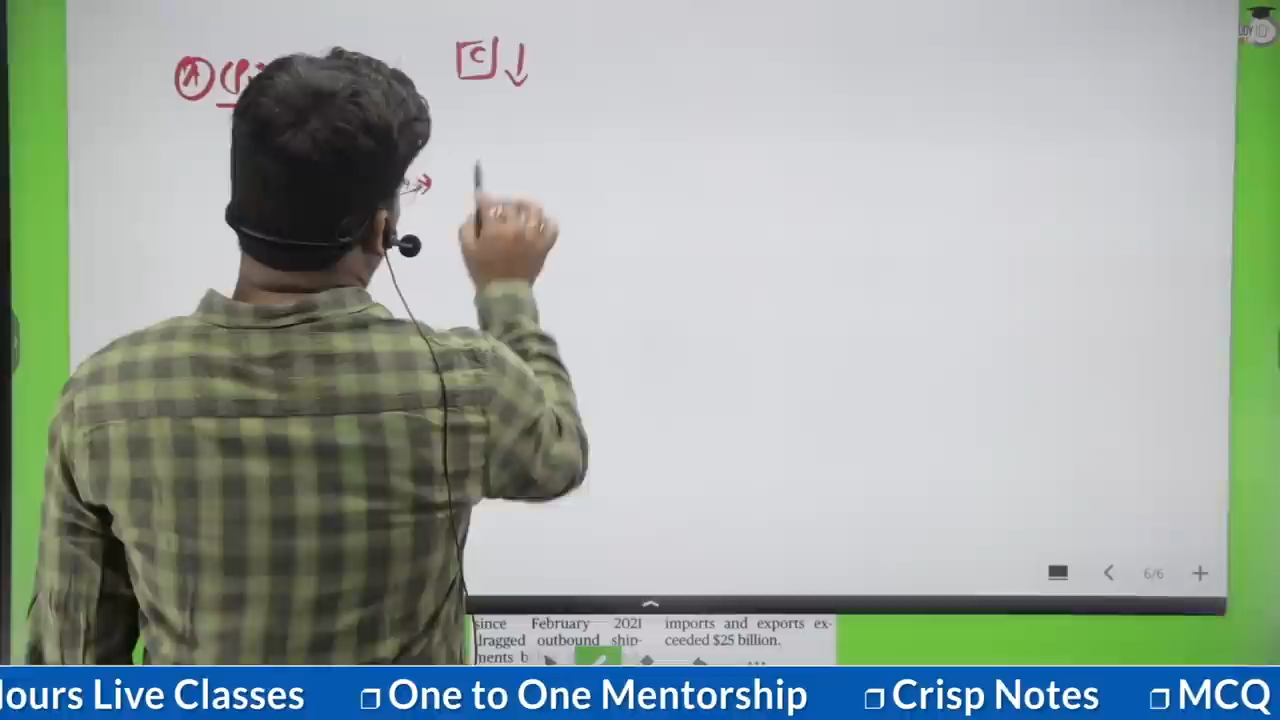 C ↓
6/6
since February 2021
dragged outbound ship-
ments b
imports and exports ex-
ceeded $25 billion.
Hours Live Classes ❐ One to One Mentorship ❐ Crisp Notes ❐ MCQ